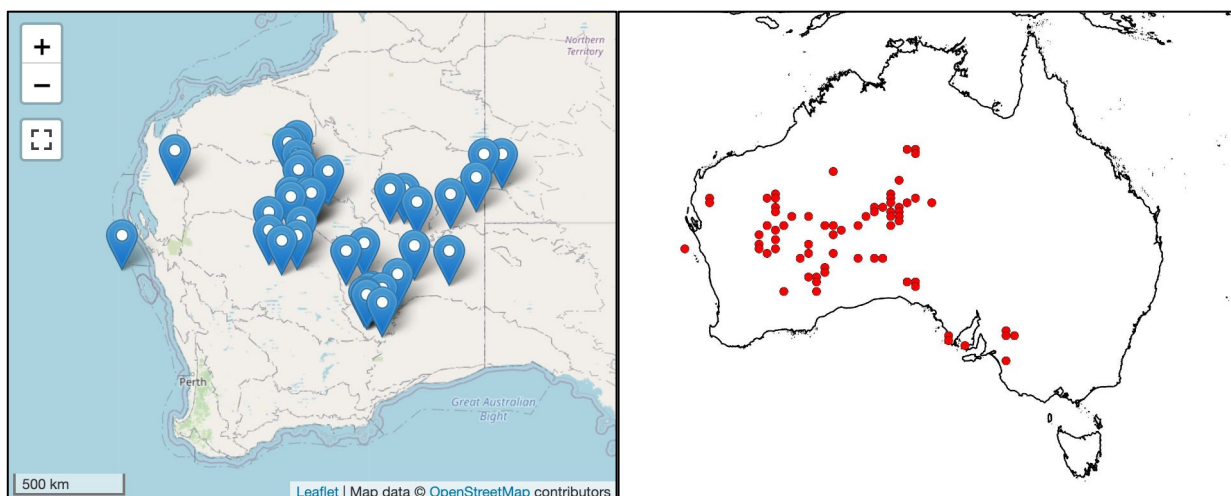 +
−
Northern
Territory
Perth
Great Australian
Bight
500 km
Leaflet | Map data © OpenStreetMap contributors